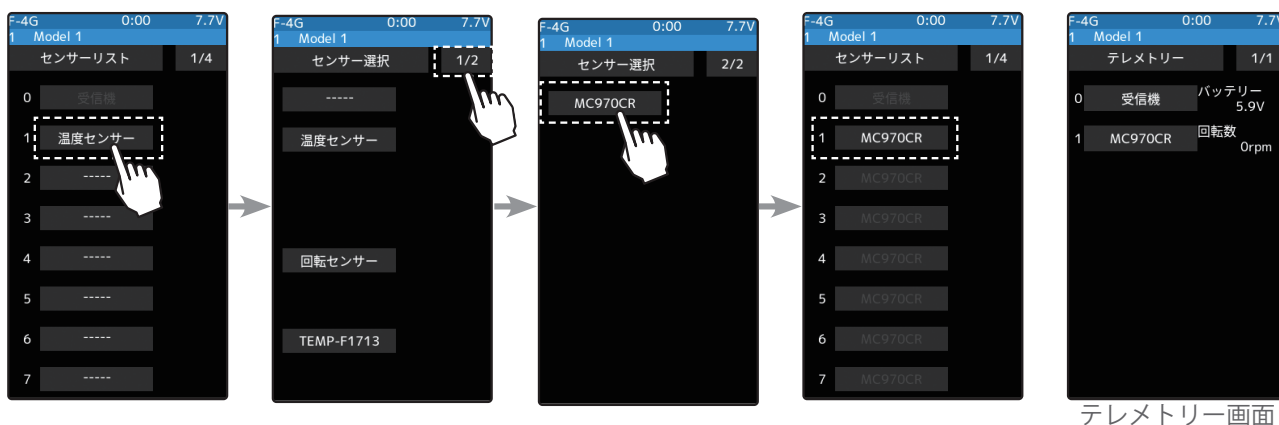 F-4G 0:00 7.7V
1 Model 1
センサーリスト 1/4
0 受信機
1 温度センサー
2 -----
3 -----
4 -----
5 -----
6 -----
7 -----
F-4G 0:00 7.7V
1 Model 1
センサー選択 1/2
-----
温度センサー
回転センサー
TEMP-F1713
F-4G 0:00 7.7V
1 Model 1
センサー選択 2/2
MC970CR
F-4G 0:00 7.7V
1 Model 1
センサーリスト 1/4
0 受信機
1 MC970CR
2 MC970CR
3 MC970CR
4 MC970CR
5 MC970CR
6 MC970CR
7 MC970CR
F-4G 0:00 7.7V
1 Model 1
テレメトリー 1/1
0 受信機 バッテリー
5.9V
1 MC970CR 回転数
0rpm
テレメトリー画面